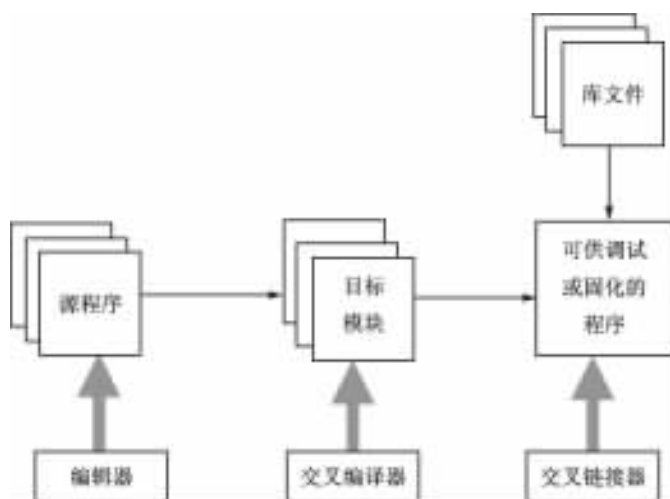 库文件
源程序
目标
模块
可供调试
或固化的
程序
编辑器
交叉编译器
交叉链接器